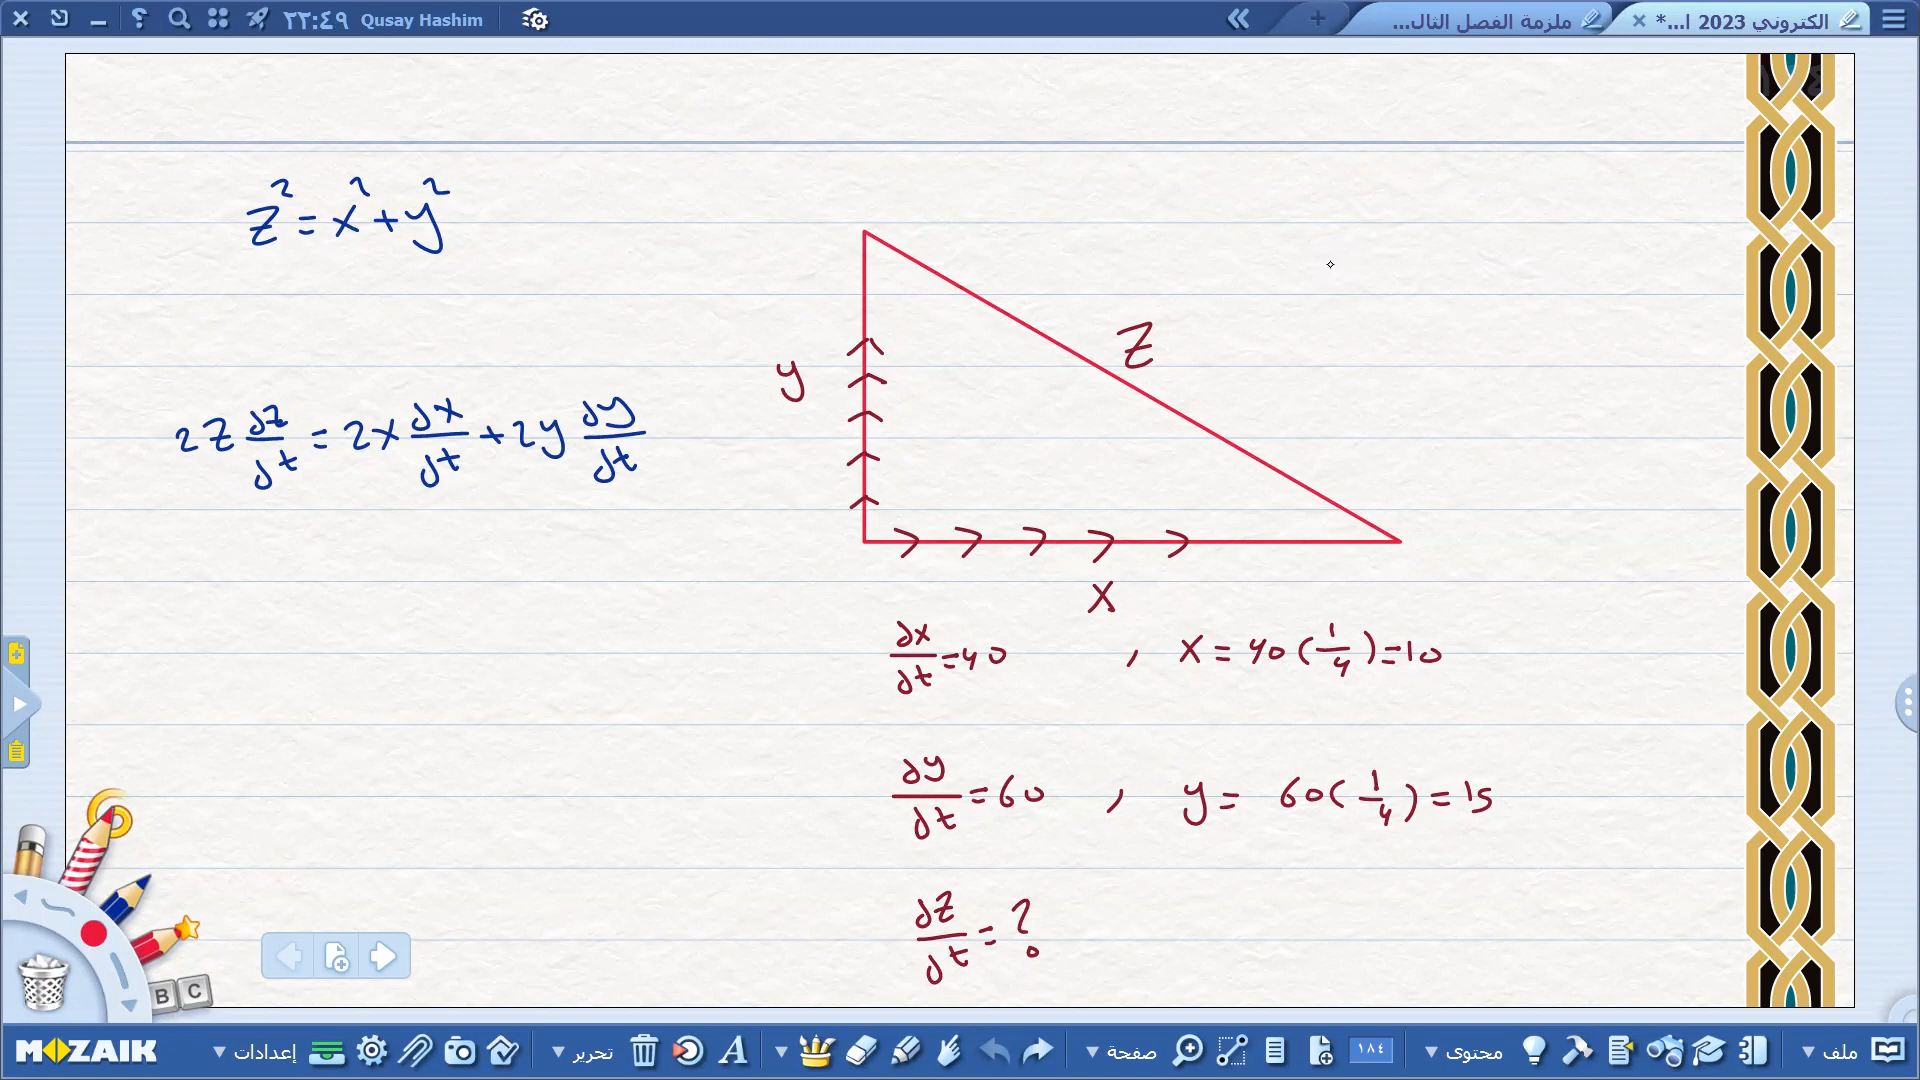 ٢٣:٤٩ Qusay Hashim
ملزمة الفصل الثال...
الكتروني 2023 ا...*
z² = x² + y²
2z dz/dt = 2x dx/dt + 2y dy/dt
y
z
x
dx/dt = 40 , x = 40 (1/4) = 10
dy/dt = 60 , y = 60 (1/4) = 15
dz/dt = ?
B C
MOZAIK
إعدادات
تحرير
A
صفحة
١٨٤
محتوى
ملف